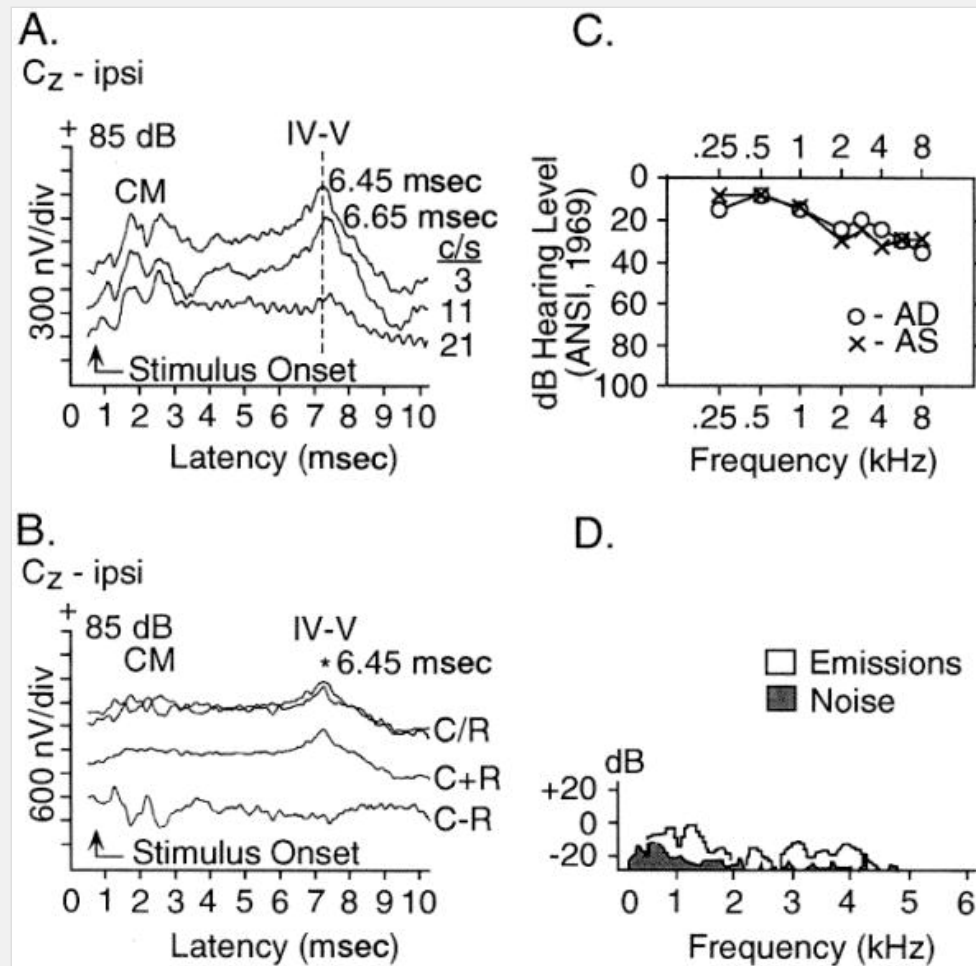 A.
Cz - ipsi
+
85 dB
IV-V
CM
6.45 msec
6.65 msec
c/s
3
11
21
300 nV/div
Stimulus Onset
0 1 2 3 4 5 6 7 8 9 10
Latency (msec)
B.
Cz - ipsi
+
85 dB
CM
IV-V
* 6.45 msec
C/R
C+R
C-R
600 nV/div
Stimulus Onset
0 1 2 3 4 5 6 7 8 9 10
Latency (msec)
C.
.25 .5 1 2 4 8
0
20
40
60
80
100
dB Hearing Level
(ANSI, 1969)
O - AD
X - AS
.25 .5 1 2 4 8
Frequency (kHz)
D.
Emissions
Noise
dB
+20
0
-20
0 1 2 3 4 5 6
Frequency (kHz)